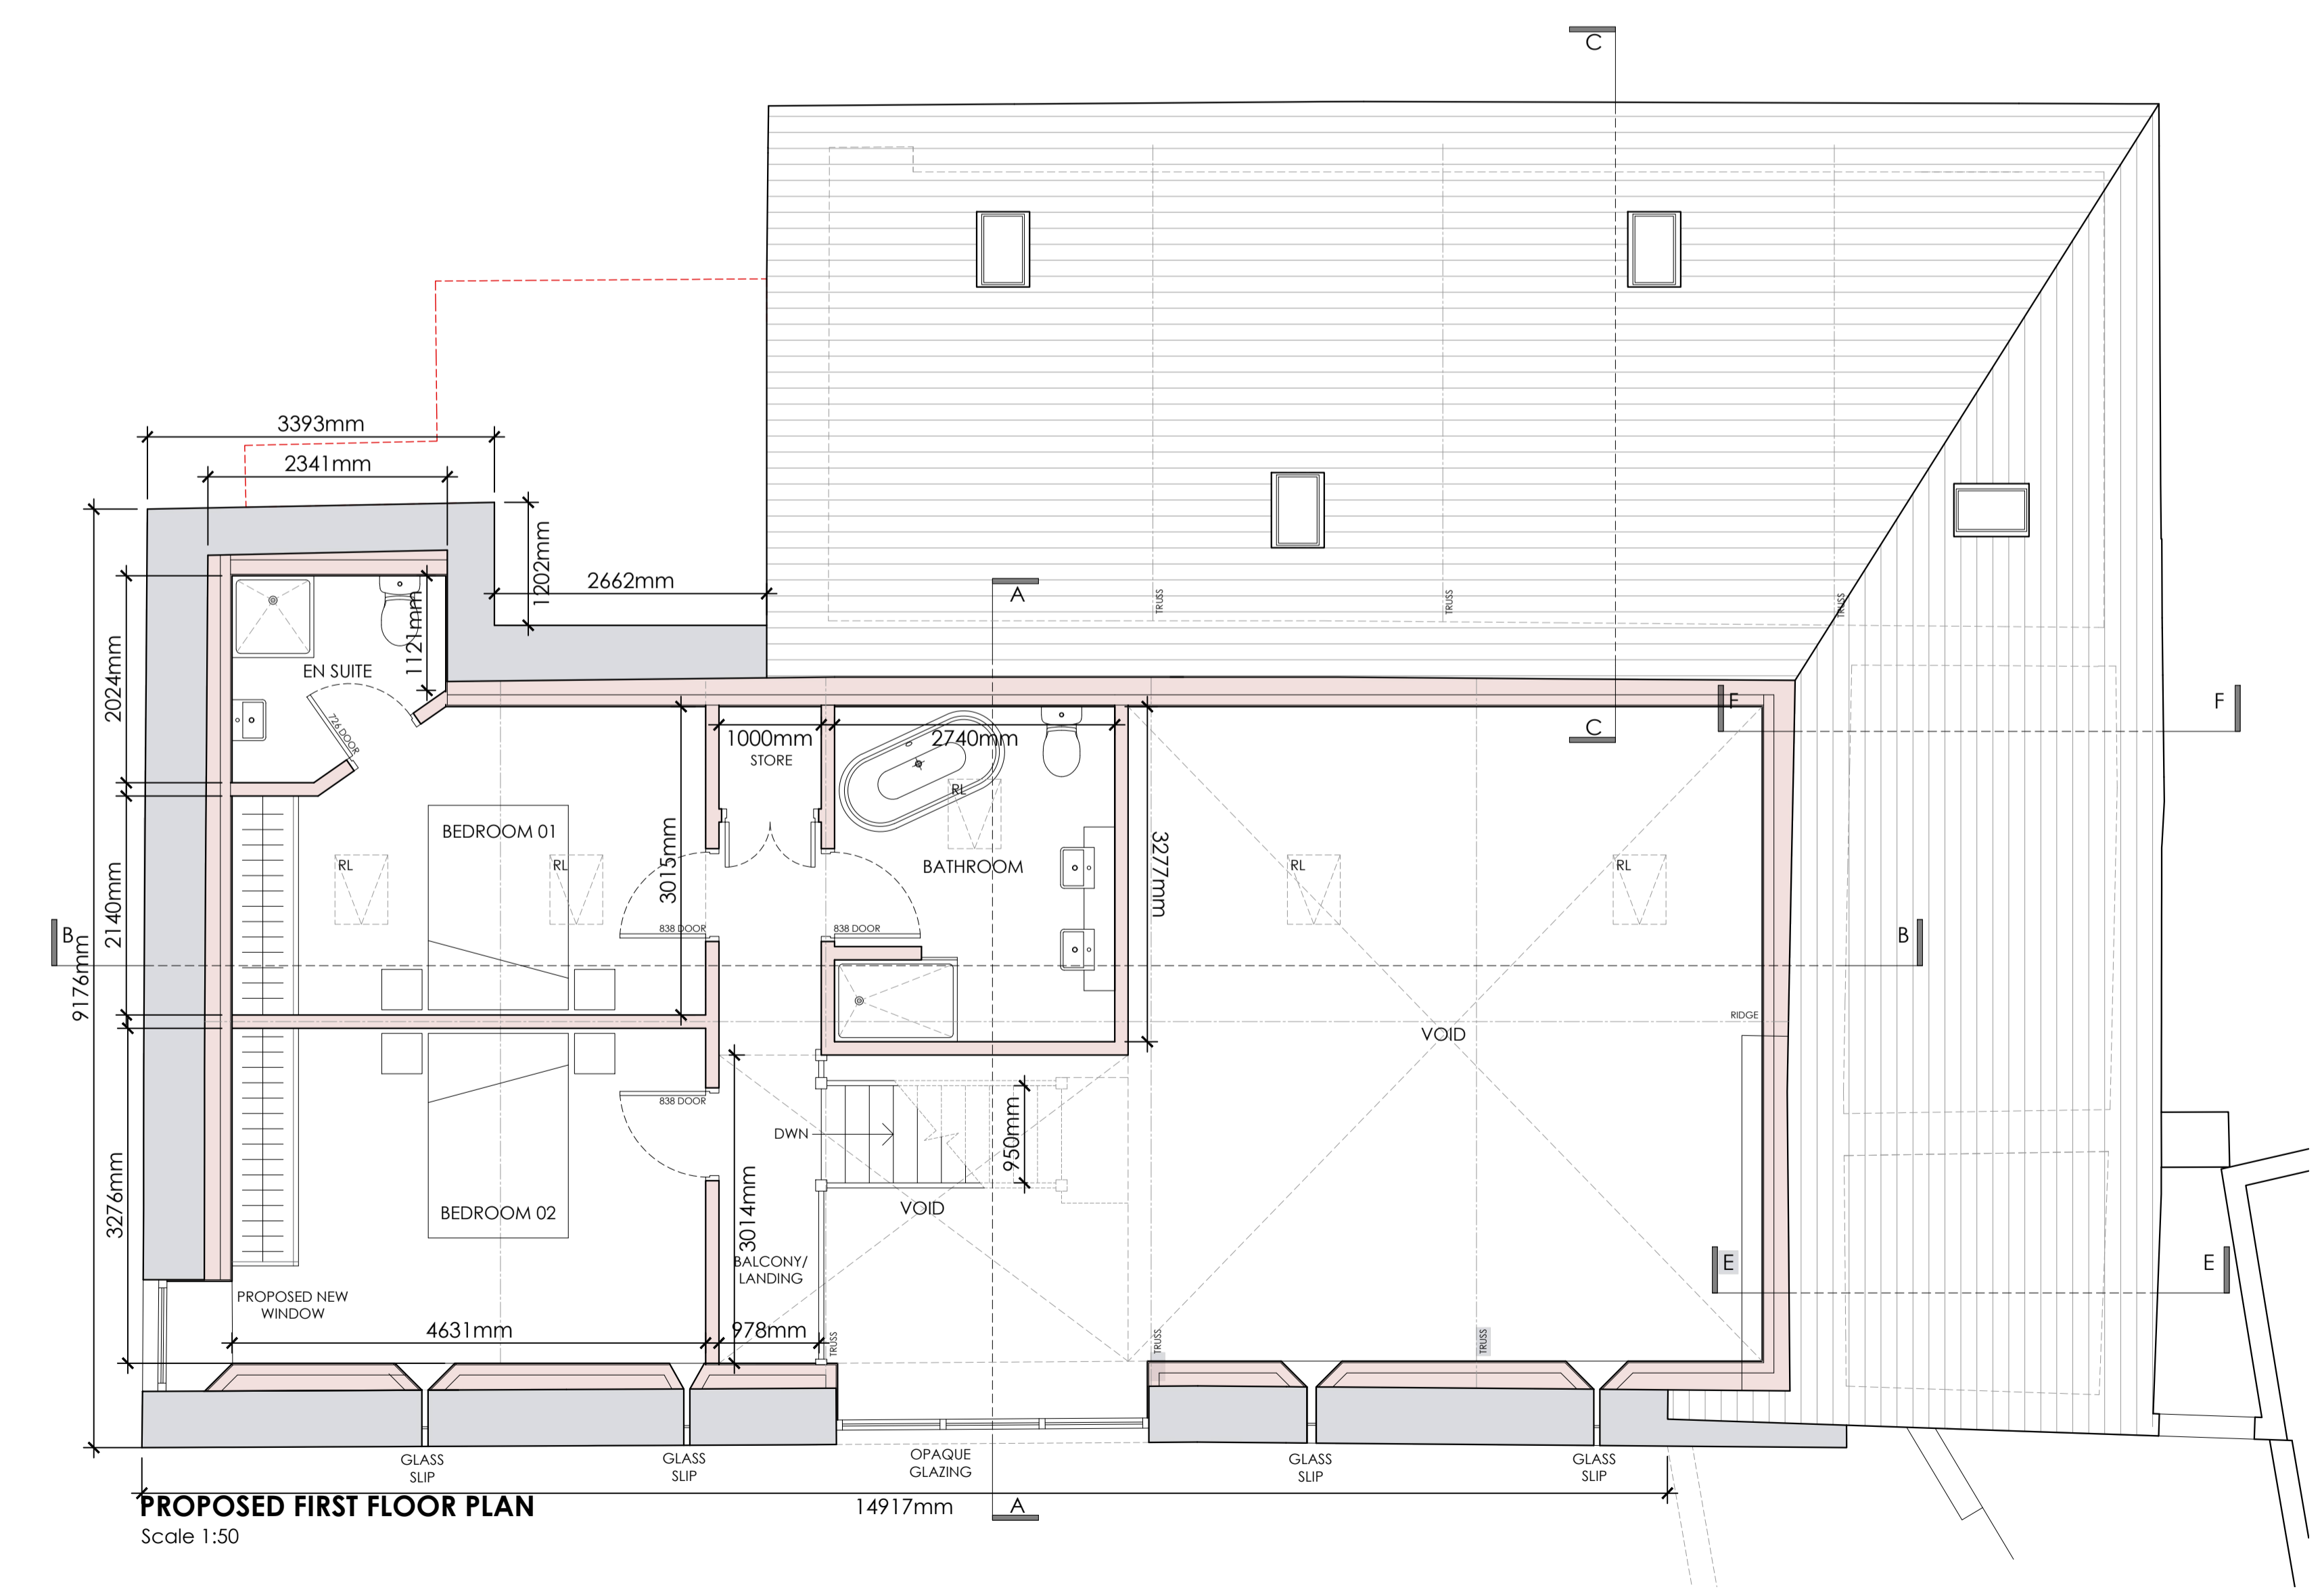 C
3393mm
2341mm
1202mm
2662mm
A
TRUSS
TRUSS
TRUSS
1121mm
EN SUITE
2024mm
726 DOOR
F
F
C
1000mm
STORE
2740mm
RL
BEDROOM 01
3015mm
3277mm
BATHROOM
RL
RL
RL
RL
2140mm
838 DOOR
838 DOOR
B
B
9176mm
RIDGE
VOID
838 DOOR
DWN
950mm
3276mm
3014mm
VOID
BEDROOM 02
BALCONY/
LANDING
E
E
PROPOSED NEW
WINDOW
4631mm
978mm
TRUSS
TRUSS
TRUSS
GLASS
SLIP
GLASS
SLIP
OPAQUE
GLAZING
GLASS
SLIP
GLASS
SLIP
PROPOSED FIRST FLOOR PLAN
14917mm
A
Scale 1:50